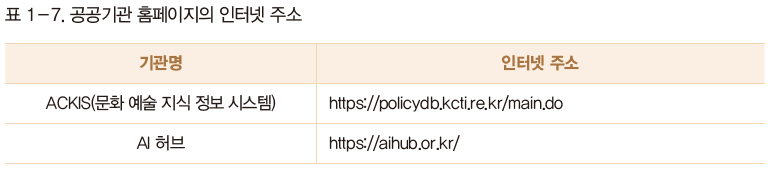 표 1-7. 공공기관 홈페이지의 인터넷 주소
기관명 인터넷 주소
ACKIS(문화 예술 지식 정보 시스템) https://policydb.kcti.re.kr/main.do
AI 허브 https://aihub.or.kr/